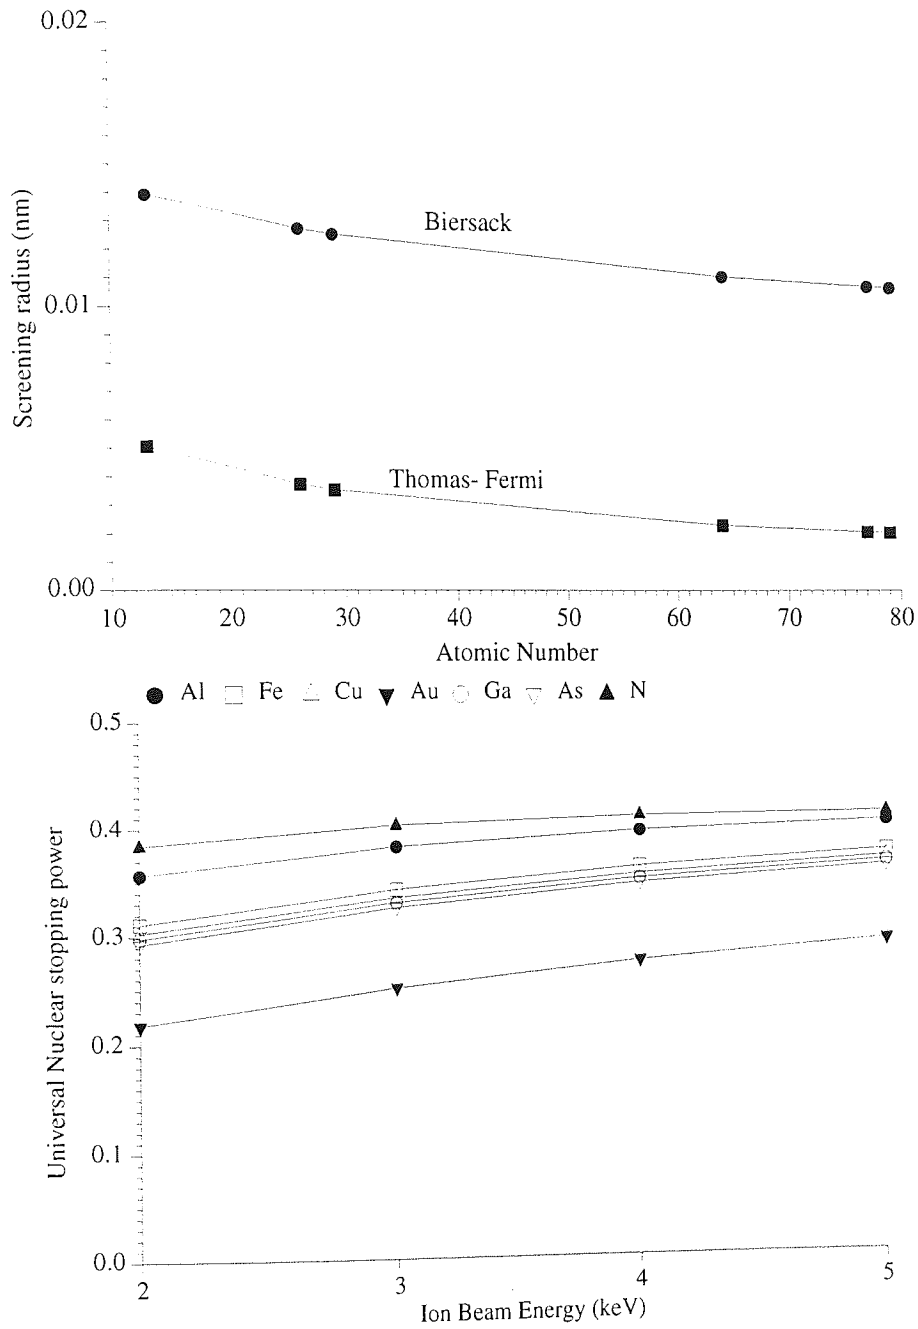 0.02
Screening radius (nm)
Biersack
0.01
Thomas- Fermi
0.00
10 20 30 40 50 60 70 80
Atomic Number
Al Fe Cu Au Ga As N
0.5
0.4
Universal Nuclear stopping power
0.3
0.2
0.1
0.0
2 3 4 5
Ion Beam Energy (keV)